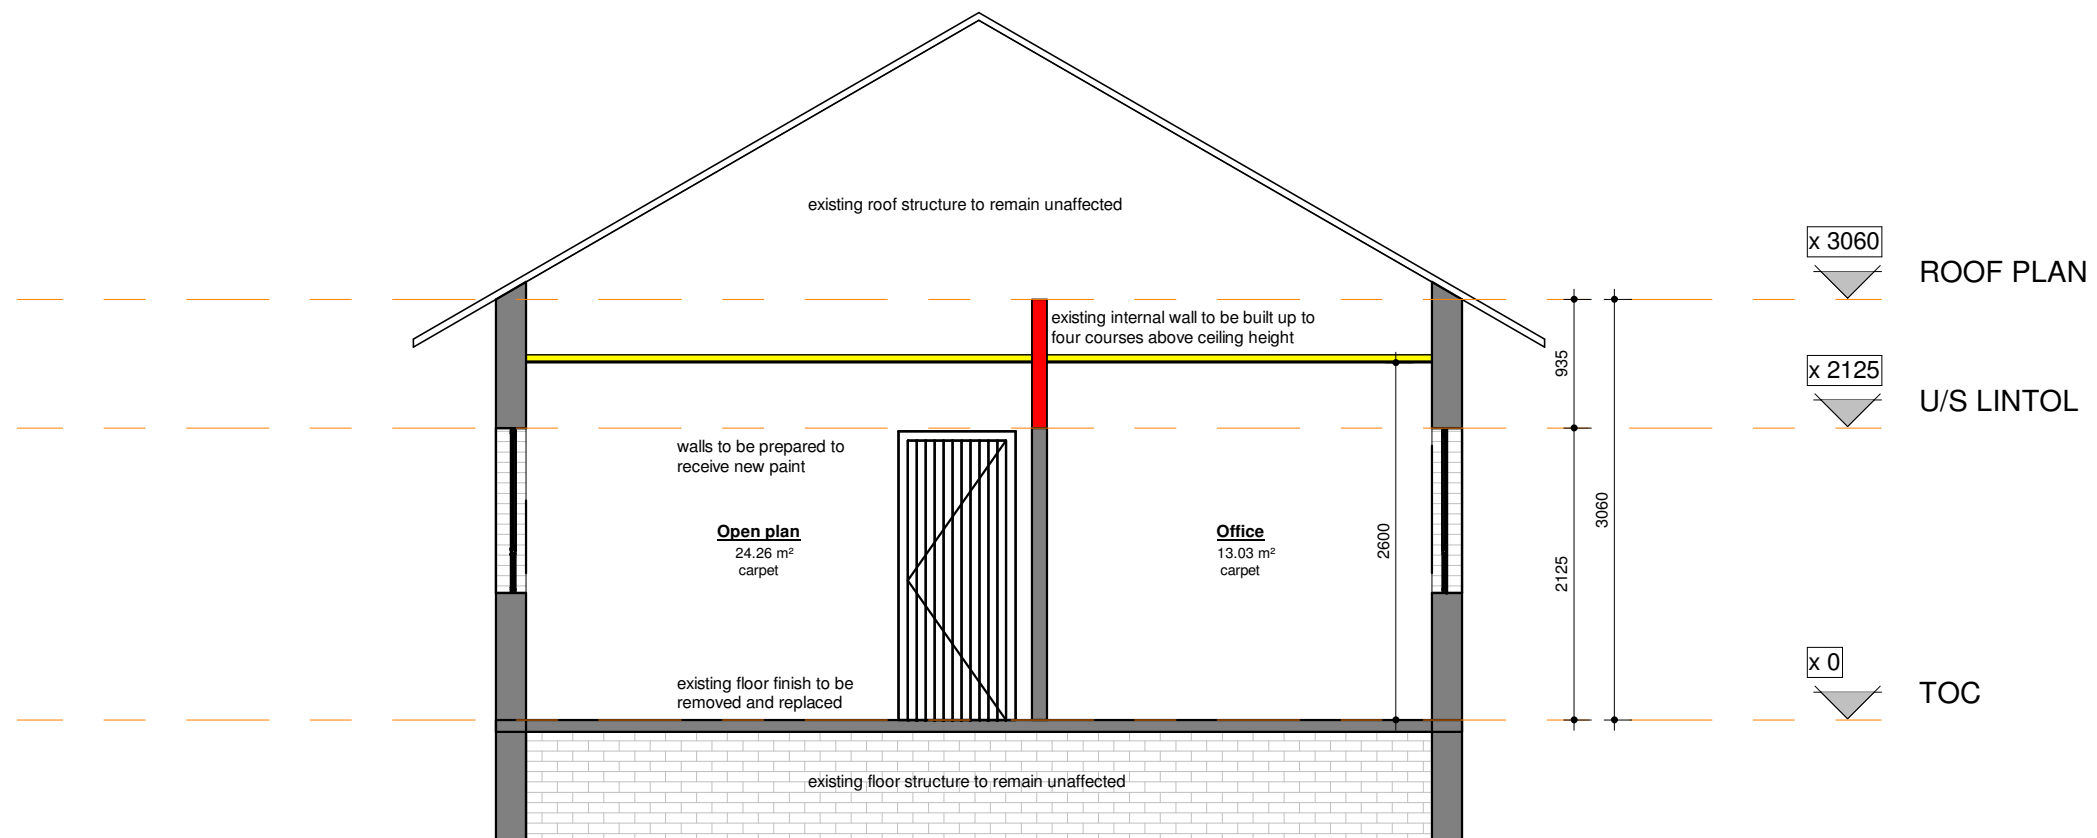 existing roof structure to remain unaffected
x 3060
ROOF PLAN
existing internal wall to be built up to
four courses above ceiling height
935
x 2125
U/S LINTOL
walls to be prepared to
receive new paint
Open plan
24.26 m²
carpet
Office
13.03 m²
carpet
2600
2125
3060
existing floor finish to be
removed and replaced
x 0
TOC
existing floor structure to remain unaffected